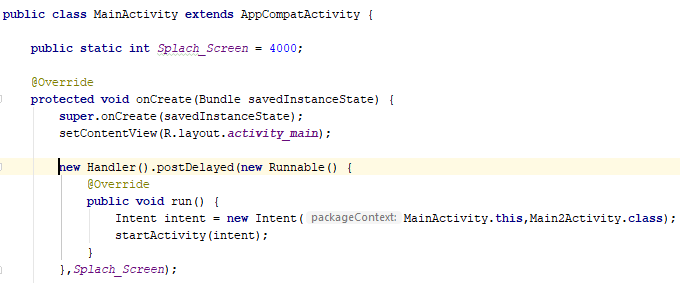 public class MainActivity extends AppCompatActivity {
public static int Splach_Screen = 4000;
@Override
protected void onCreate(Bundle savedInstanceState) {
super.onCreate(savedInstanceState);
setContentView(R.layout.activity_main);
new Handler().postDelayed(new Runnable() {
@Override
public void run() {
Intent intent = new Intent( packageContext: MainActivity.this,Main2Activity.class);
startActivity(intent);
}
},Splach_Screen);